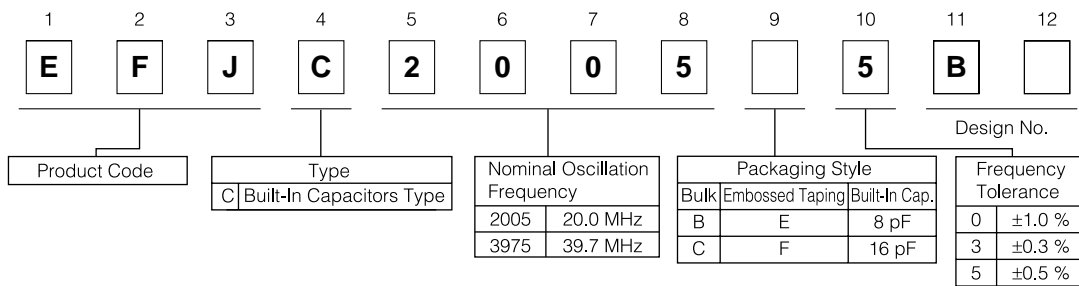 1 2 3 4 5 6 7 8 9 10 11 12
E F J C 2 0 0 5 5 B
Design No.
Product Code
Type
C Built-In Capacitors Type
Nominal Oscillation
Frequency
2005 20.0 MHz
3975 39.7 MHz
Packaging Style
Bulk Embossed Taping Built-In Cap.
B E 8 pF
C F 16 pF
Frequency
Tolerance
0 ±1.0 %
3 ±0.3 %
5 ±0.5 %